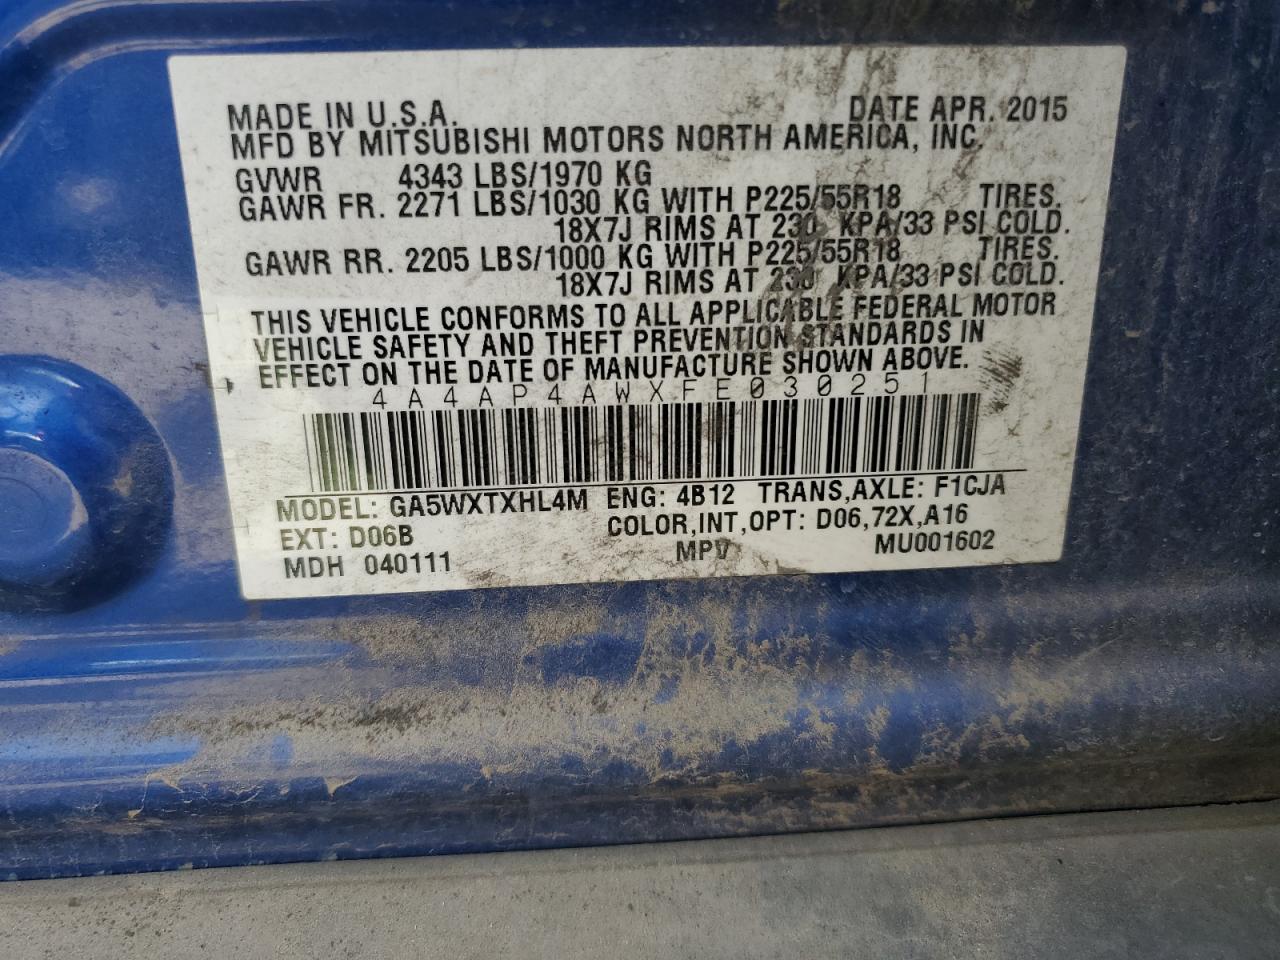 MADE IN U.S.A. DATE APR. 2015
MFD BY MITSUBISHI MOTORS NORTH AMERICA, INC.
GVWR 4343 LBS/1970 KG
GAWR FR. 2271 LBS/1030 KG WITH P225/55R18 TIRES.
18X7J RIMS AT 230 KPA/33 PSI COLD.
GAWR RR. 2205 LBS/1000 KG WITH P225/55R18 TIRES.
18X7J RIMS AT 230 KPA/33 PSI COLD.
THIS VEHICLE CONFORMS TO ALL APPLICABLE FEDERAL MOTOR
VEHICLE SAFETY AND THEFT PREVENTION STANDARDS IN
EFFECT ON THE DATE OF MANUFACTURE SHOWN ABOVE.
4A4AP4AWXFE030251
MODEL: GA5WXTXHL4M ENG: 4B12 TRANS,AXLE: F1CJA
EXT: D06B COLOR,INT,OPT: D06,72X,A16
MDH 040111 MPV MU001602